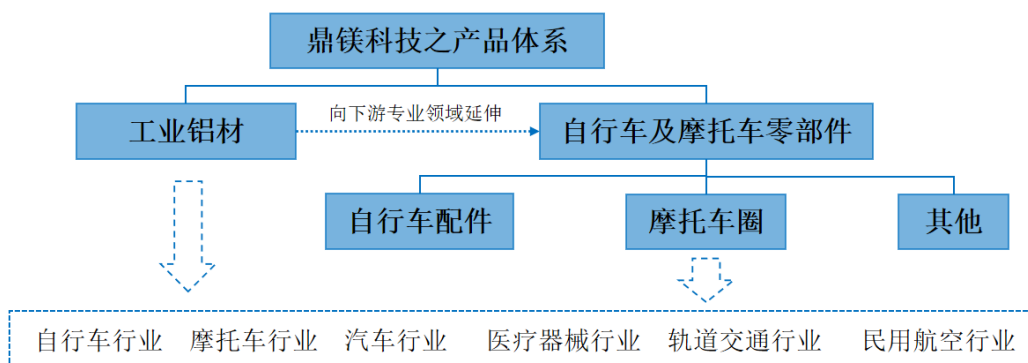 鼎镁科技之产品体系
工业铝材
向下游专业领域延伸
自行车及摩托车零部件
自行车配件
摩托车圈
其他
自行车行业 摩托车行业 汽车行业 医疗器械行业 轨道交通行业 民用航空行业